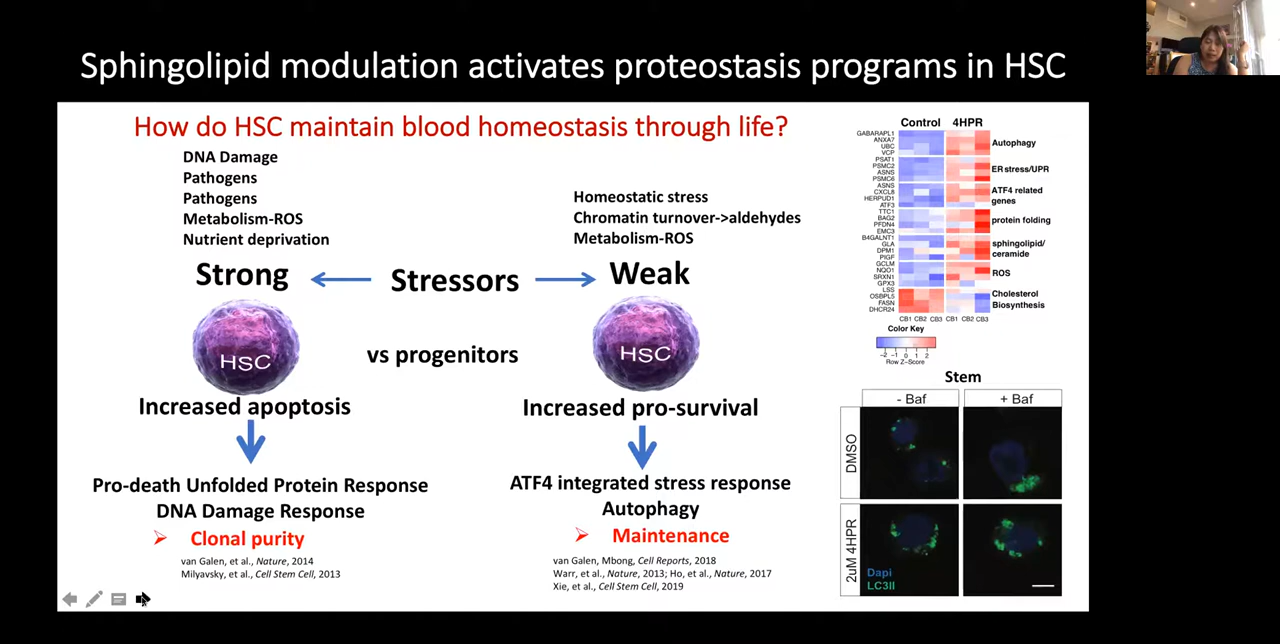 Sphingolipid modulation activates proteostasis programs in HSC
How do HSC maintain blood homeostasis through life?
DNA Damage
Pathogens
Pathogens
Metabolism-ROS
Nutrient deprivation
Homeostatic stress
Chromatin turnover->aldehydes
Metabolism-ROS
Strong
Stressors
Weak
HSC
vs progenitors
HSC
Increased apoptosis
Increased pro-survival
Pro-death Unfolded Protein Response
DNA Damage Response
Clonal purity
van Galen, et al., Nature, 2014
Milyavsky, et al., Cell Stem Cell, 2013
ATF4 integrated stress response
Autophagy
Maintenance
van Galen, Mbong, Cell Reports, 2018
Warr, et al., Nature, 2013; Ho, et al., Nature, 2017
Xie, et al., Cell Stem Cell, 2019
Control 4HPR
GABARAPL1
ANXA7
UBC
VCP
Autophagy
PSAT1
PSMC2
ASNS
PSMC6
ER stress/UPR
ASNS
CXCL8
HERPUD1
ATF3
ATF4 related
genes
TTC1
BAG2
PFDN4
EMC3
protein folding
B4GALNT1
GLA
DPM1
PIGF
sphingolipid/
ceramide
GCLM
NQO1
SRXN1
GPX3
ROS
LSS
OSBPL5
FASN
DHCR24
Cholesterol
Biosynthesis
CB1 CB2 CB3 CB1 CB2 CB3
Color Key
-2 -1 0 1 2
Row Z-Score
Stem
- Baf + Baf
DMSO
2uM 4HPR
Dapi
LC3II